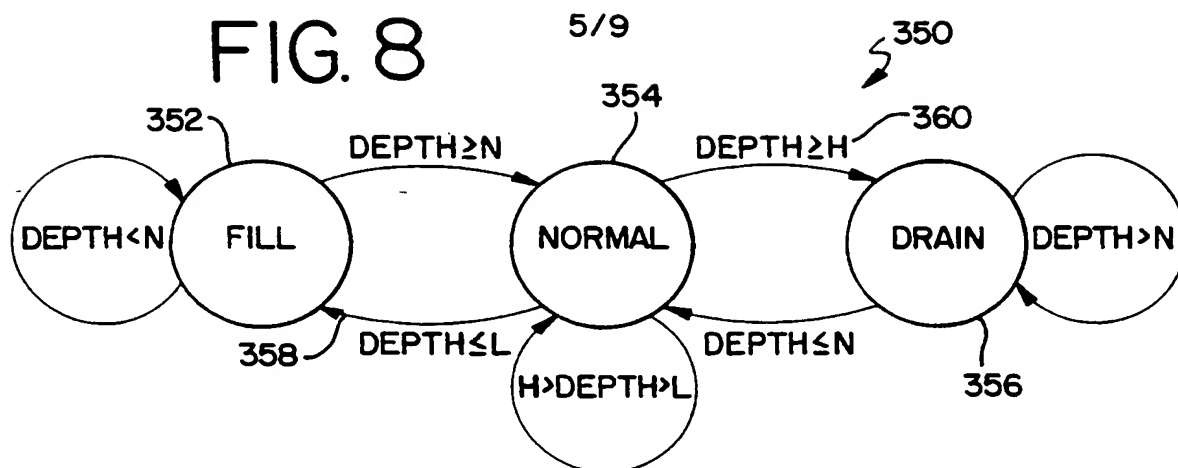 FIG. 8
5/9
350
352
354
360
DEPTH≥N
DEPTH≥H
DEPTH<N
FILL
NORMAL
DRAIN
DEPTH>N
358
DEPTH≤L
DEPTH≤N
356
H>DEPTH>L